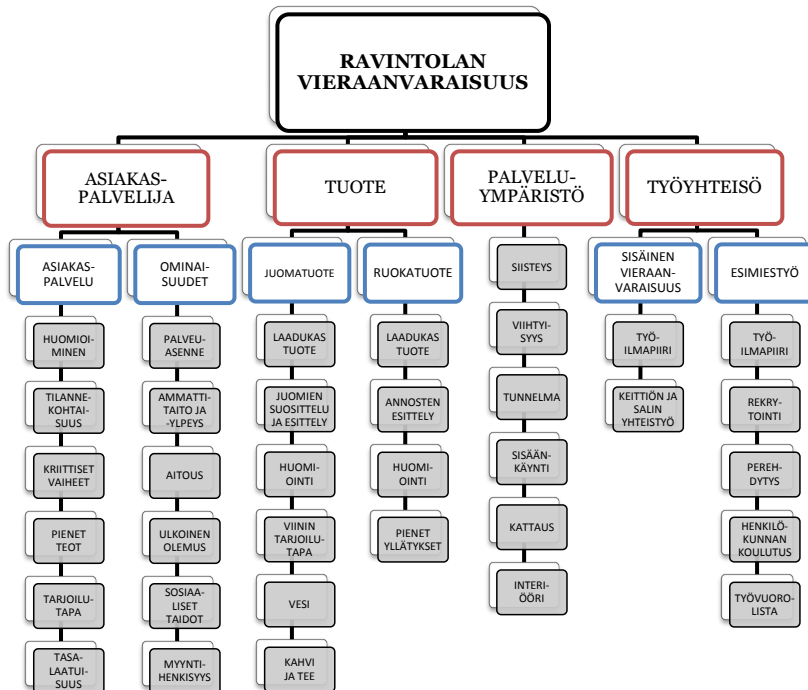 RAVINTOLAN
VIERAANVARAISUUS
ASIAKAS-
PALVELIJA
TUOTE
PALVELU-
YMPÄRISTÖ
TYÖYHTEISÖ
ASIAKAS-
PALVELU
HUOMIOI-
MINEN
TILANNE-
KOHTAI-
SUUS
KRIITTISET
VAIHEET
PIENET
TEOT
TARJOILU-
TAPA
TASA-
LAATUI-
SUUS
OMINAI-
SUUDET
PALVEU-
ASENNE
AMMATTI-
TAITO JA
-YLPEYS
AITOUS
ULKOINEN
OLEMUS
SOSIAA-
LISET
TAIDOT
MYYNTI-
HENKISYYS
JUOMATUOTE
LAADUKAS
TUOTE
JUOMIEN
SUOSITTELU
JA ESITTELY
HUOMI-
OINTI
VIININ
TARJOILU-
TAPA
VESI
KAHVI
JA TEE
RUOKATUOTE
LAADUKAS
TUOTE
ANNOSTEN
ESITTELY
HUOMI-
OINTI
PIENET
YLLÄTYKSET
SIISTEYS
VIIHTYI-
SYYS
TUNNELMA
SISÄÄN-
KÄYNTI
KATTAUS
INTERI-
ÖÖRI
SISÄINEN
VIERAAN-
VARAISUUS
TYÖ-
ILMAPIIRI
KEITTIÖN JA
SALIN
YHTEISTYÖ
ESIMIESTYÖ
TYÖ-
ILMAPIIRI
REKRY-
TOINTI
PEREH-
DYTYS
HENKILÖ-
KUNNAN
KOULUTUS
TYÖVUORO-
LISTA